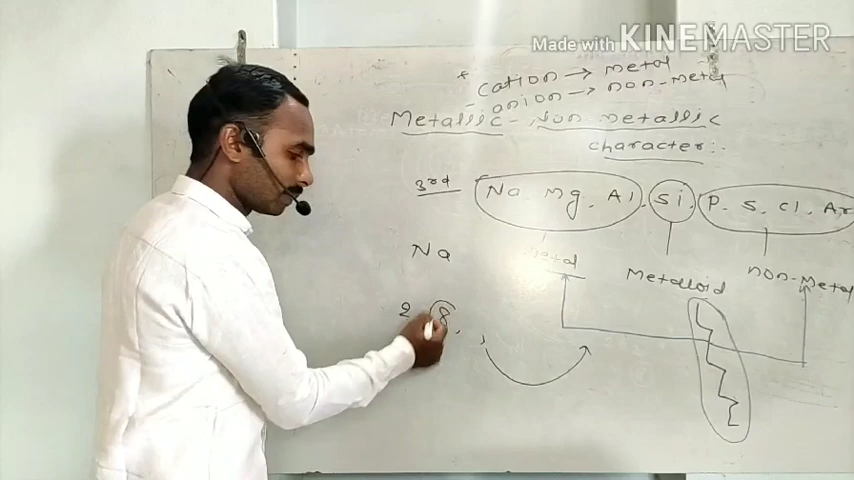 Made with KINEMASTER
* cation → metal
- anion → non-metal
Metallic - Non metallic
character :-
3rd Na, Mg, Al, Si, P, S, Cl, Ar
Na
Metalloid
non-Metal
2, 8,